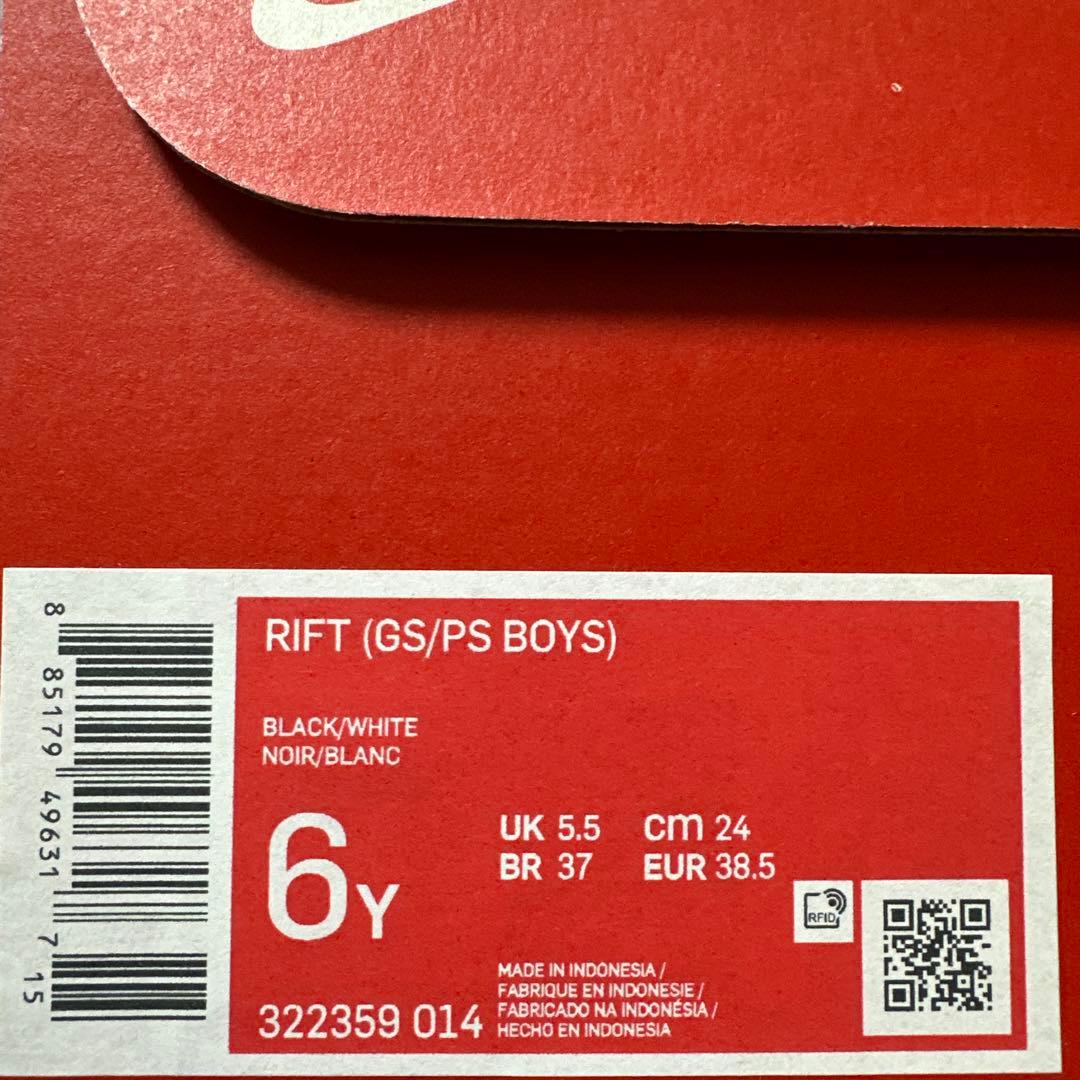 RIFT (GS/PS BOYS)
BLACK/WHITE
NOIR/BLANC
6Y
UK 5.5 cm 24
BR 37 EUR 38.5
RFID
322359 014
MADE IN INDONESIA /
FABRIQUE EN INDONESIE /
FABRICADO NA INDONÉSIA /
HECHO EN INDONESIA
8 85179 49631 7 15